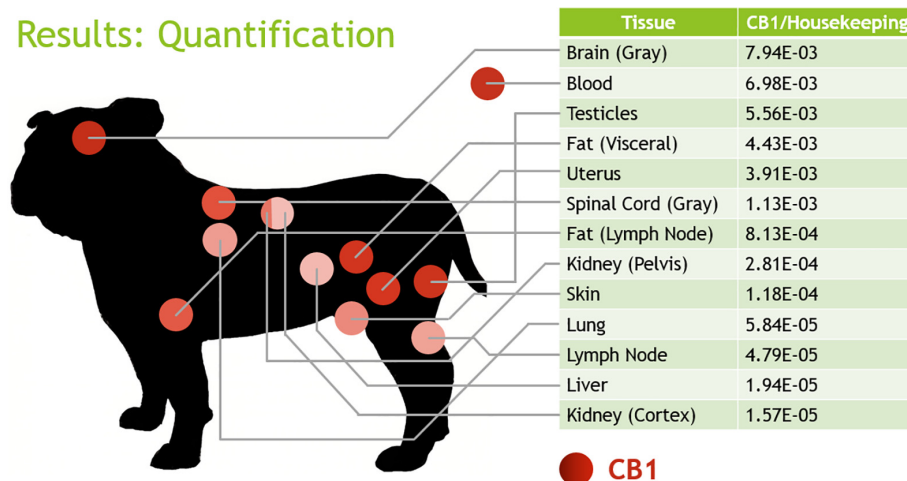 Results: Quantification
Tissue CB1/Housekeeping
Brain (Gray) 7.94E-03
Blood 6.98E-03
Testicles 5.56E-03
Fat (Visceral) 4.43E-03
Uterus 3.91E-03
Spinal Cord (Gray) 1.13E-03
Fat (Lymph Node) 8.13E-04
Kidney (Pelvis) 2.81E-04
Skin 1.18E-04
Lung 5.84E-05
Lymph Node 4.79E-05
Liver 1.94E-05
Kidney (Cortex) 1.57E-05
CB1